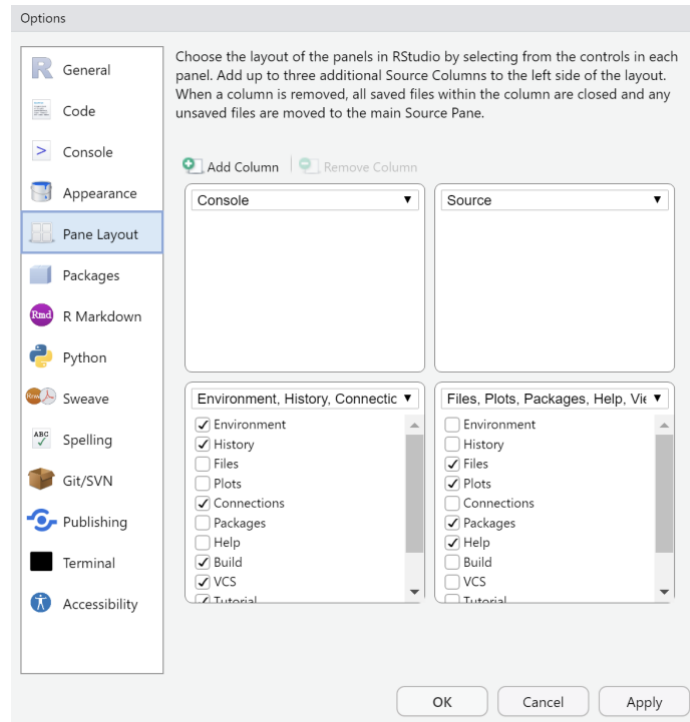 Options
General
Code
Console
Appearance
Pane Layout
Packages
R Markdown
Python
Sweave
Spelling
Git/SVN
Publishing
Terminal
Accessibility
Choose the layout of the panels in RStudio by selecting from the controls in each
panel. Add up to three additional Source Columns to the left side of the layout.
When a column is removed, all saved files within the column are closed and any
unsaved files are moved to the main Source Pane.
Add Column Remove Column
Console
Source
Environment, History, Connectic
Environment
History
Files
Plots
Connections
Packages
Help
Build
VCS
Tutorial
Files, Plots, Packages, Help, Vie
Environment
History
Files
Plots
Connections
Packages
Help
Build
VCS
Tutorial
OK Cancel Apply